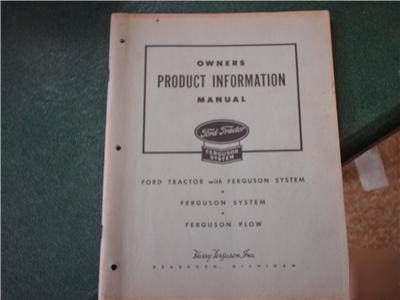 OWNERS
PRODUCT INFORMATION
MANUAL
Ford Tractor
FERGUSON
SYSTEM
FORD TRACTOR with FERGUSON SYSTEM
•
FERGUSON SYSTEM
•
FERGUSON PLOW
Harry Ferguson, Inc.
DEARBORN, MICHIGAN